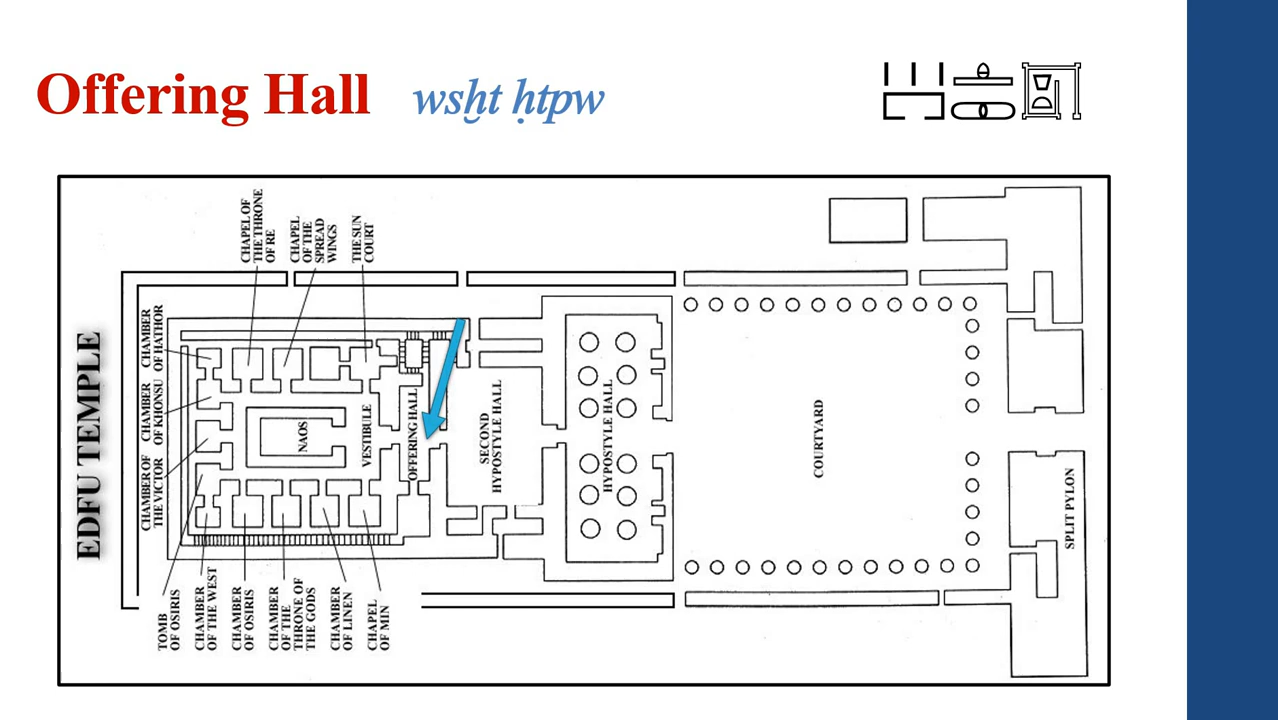 Offering Hall wsḫt ḥtpw
EDFU TEMPLE
CHAPEL OF
THE THRONE
OF RE
CHAPEL
OF THE
SPREAD
WINGS
THE SUN
COURT
CHAMBER
OF HATHOR
CHAMBER
OF KHONSU
CHAMBER OF
THE VICTOR
NAOS
VESTIBULE
OFFERING HALL
SECOND
HYPOSTYLE HALL
HYPOSTYLE HALL
COURTYARD
SPLIT PYLON
TOMB
OF OSIRIS
CHAMBER
OF THE WEST
CHAMBER
OF OSIRIS
CHAMBER
OF THE
THRONE OF
THE GODS
CHAMBER
OF LINEN
CHAPEL
OF MIN